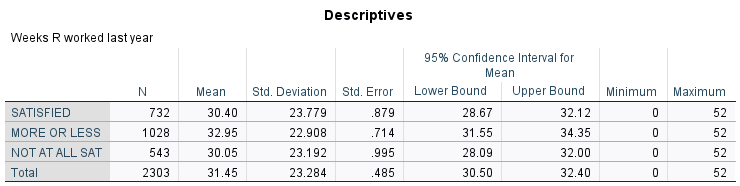 Descriptives
Weeks R worked last year
95% Confidence Interval for
Mean
N Mean Std. Deviation Std. Error Lower Bound Upper Bound Minimum Maximum
SATISFIED 732 30.40 23.779 .879 28.67 32.12 0 52
MORE OR LESS 1028 32.95 22.908 .714 31.55 34.35 0 52
NOT AT ALL SAT 543 30.05 23.192 .995 28.09 32.00 0 52
Total 2303 31.45 23.284 .485 30.50 32.40 0 52